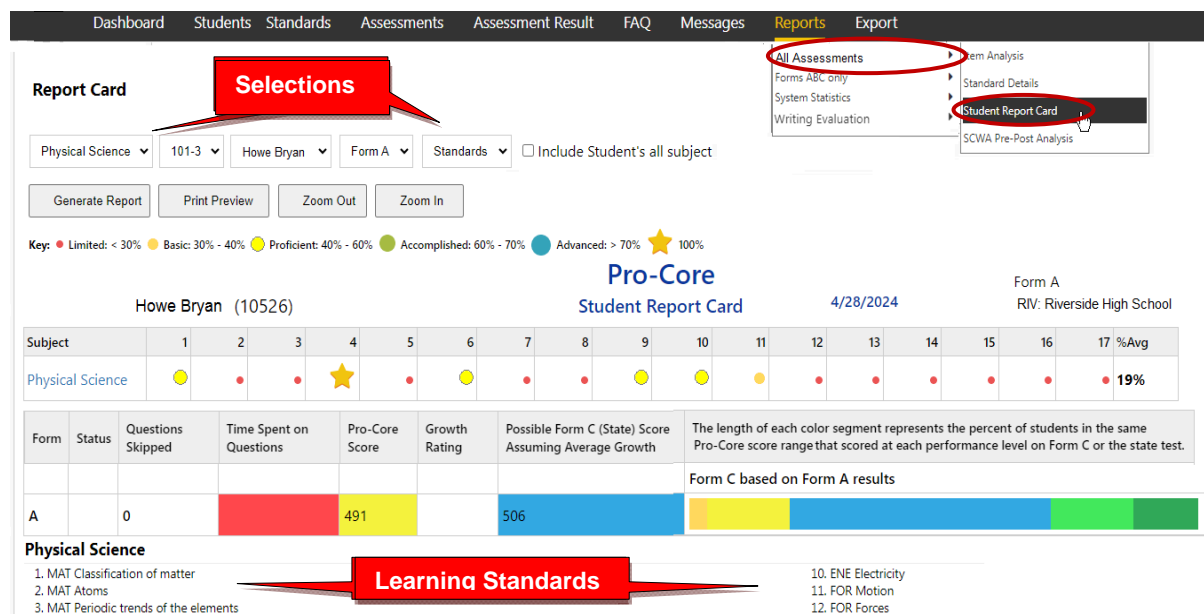 Dashboard Students Standards Assessments Assessment Result FAQ Messages Reports Export
All Assessments
Forms ABC only
System Statistics
Writing Evaluation
Item Analysis
Standard Details
Student Report Card
SCWA Pre-Post Analysis
Report Card
Selections
Physical Science 101-3 Howe Bryan Form A Standards Include Student's all subject
Generate Report Print Preview Zoom Out Zoom In
Key: Limited: < 30% Basic: 30% - 40% Proficient: 40% - 60% Accomplished: 60% - 70% Advanced: > 70% 100%
Pro-Core
Student Report Card
Howe Bryan (10526)
4/28/2024
Form A
RIV: Riverside High School
Subject 1 2 3 4 5 6 7 8 9 10 11 12 13 14 15 16 17 %Avg
Physical Science 19%
Form Status Questions Skipped Time Spent on Questions Pro-Core Score Growth Rating Possible Form C (State) Score Assuming Average Growth
The length of each color segment represents the percent of students in the same
Pro-Core score range that scored at each performance level on Form C or the state test.
Form C based on Form A results
A 0 491 506
Physical Science
Learning Standards
1. MAT Classification of matter
2. MAT Atoms
3. MAT Periodic trends of the elements
10. ENE Electricity
11. FOR Motion
12. FOR Forces